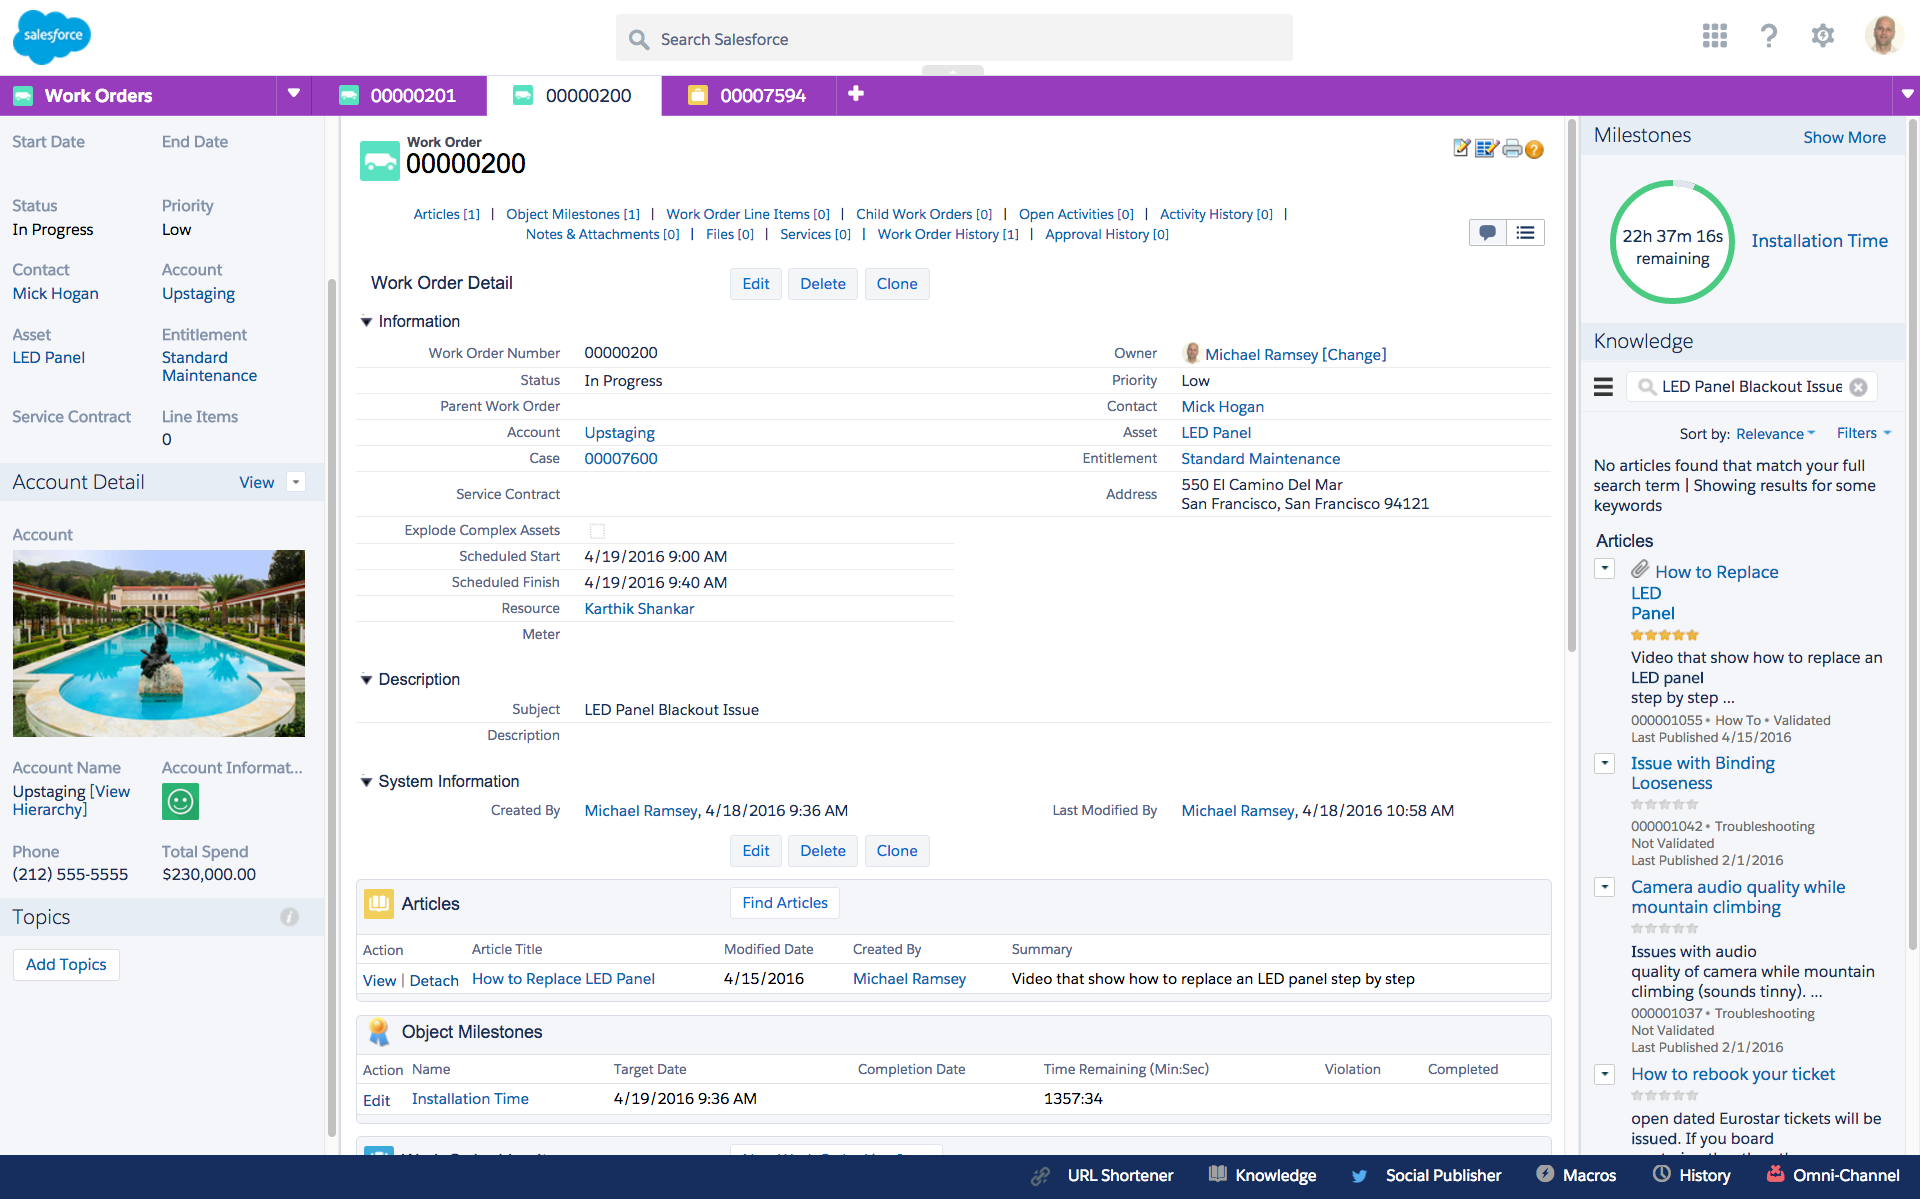 salesforce
Search Salesforce
Work Orders
00000201
00000200
00007594
Start Date End Date
Status Priority
In Progress Low
Contact Account
Mick Hogan Upstaging
Asset Entitlement
LED Panel Standard
Maintenance
Service Contract Line Items
0
Account Detail View
Account
Account Name Account Informat...
Upstaging [View
Hierarchy]
Phone Total Spend
(212) 555-5555 $230,000.00
Topics
Add Topics
Work Order
00000200
Articles [1] | Object Milestones [1] | Work Order Line Items [0] | Child Work Orders [0] | Open Activities [0] | Activity History [0] |
Notes & Attachments [0] | Files [0] | Services [0] | Work Order History [1] | Approval History [0]
Work Order Detail Edit Delete Clone
Information
Work Order Number 00000200 Owner Michael Ramsey [Change]
Status In Progress Priority Low
Parent Work Order Contact Mick Hogan
Account Upstaging Asset LED Panel
Case 00007600 Entitlement Standard Maintenance
Service Contract Address 550 El Camino Del Mar
San Francisco, San Francisco 94121
Explode Complex Assets
Scheduled Start 4/19/2016 9:00 AM
Scheduled Finish 4/19/2016 9:40 AM
Resource Karthik Shankar
Meter
Description
Subject LED Panel Blackout Issue
Description
System Information
Created By Michael Ramsey, 4/18/2016 9:36 AM Last Modified By Michael Ramsey, 4/18/2016 10:58 AM
Edit Delete Clone
Articles Find Articles
Action Article Title Modified Date Created By Summary
View | Detach How to Replace LED Panel 4/15/2016 Michael Ramsey Video that show how to replace an LED panel step by step
Object Milestones
Action Name Target Date Completion Date Time Remaining (Min:Sec) Violation Completed
Edit Installation Time 4/19/2016 9:36 AM 1357:34
Milestones Show More
22h 37m 16s
remaining
Installation Time
Knowledge
LED Panel Blackout Issue
Sort by: Relevance Filters
No articles found that match your full
search term | Showing results for some
keywords
Articles
How to Replace
LED
Panel
Video that show how to replace an
LED panel
step by step ...
000001055 • How To • Validated
Last Published 4/15/2016
Issue with Binding
Looseness
000001042 • Troubleshooting
Not Validated
Last Published 2/1/2016
Camera audio quality while
mountain climbing
Issues with audio
quality of camera while mountain
climbing (sounds tinny). ...
000001037 • Troubleshooting
Not Validated
Last Published 2/1/2016
How to rebook your ticket
open dated Eurostar tickets will be
issued. If you board
URL Shortener Knowledge Social Publisher Macros History Omni-Channel